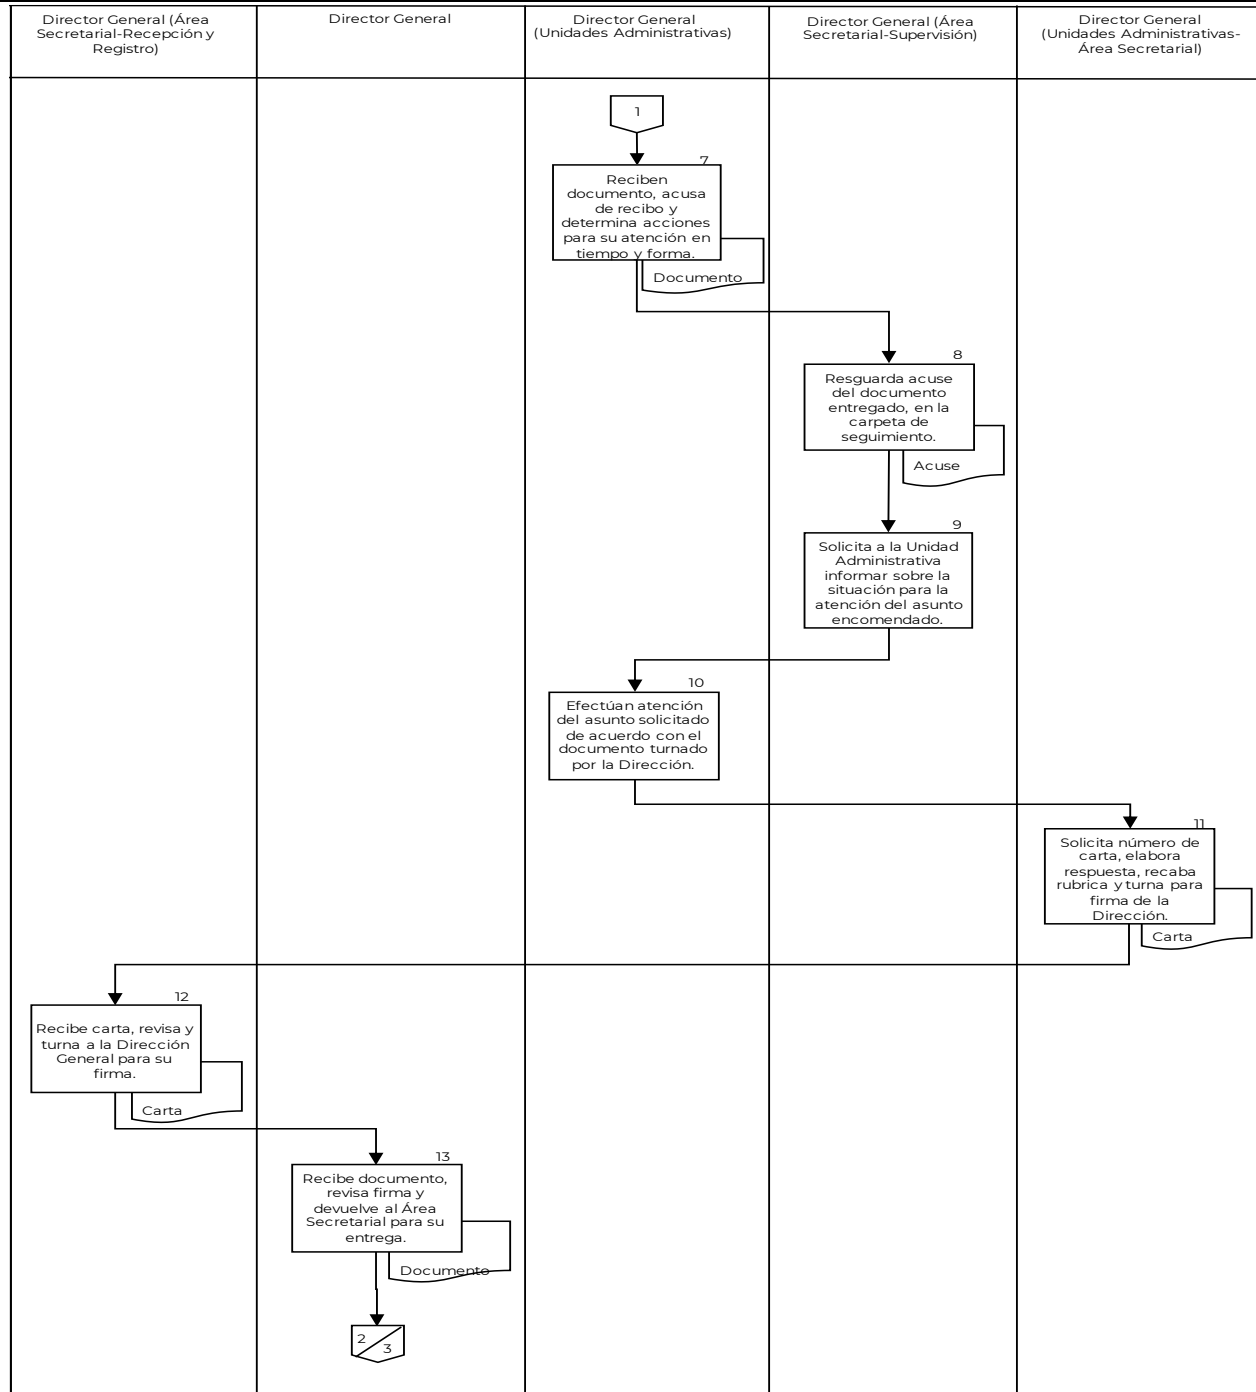 Director General (Área
Secretarial-Recepción y
Registro)
Director General
Director General
(Unidades Administrativas)
Director General (Área
Secretarial-Supervisión)
Director General
(Unidades Administrativas-
Área Secretarial)
1
7
Reciben
documento, acusa
de recibo y
determina acciones
para su atención en
tiempo y forma.
Documento
8
Resguarda acuse
del documento
entregado, en la
carpeta de
seguimiento.
Acuse
9
Solicita a la Unidad
Administrativa
informar sobre la
situación para la
atención del asunto
encomendado.
10
Efectúan atención
del asunto solicitado
de acuerdo con el
documento turnado
por la Dirección.
11
Solicita número de
carta, elabora
respuesta, recaba
rubrica y turna para
firma de la
Dirección.
Carta
12
Recibe carta, revisa y
turna a la Dirección
General para su
firma.
Carta
13
Recibe documento,
revisa firma y
devuelve al Área
Secretarial para su
entrega.
Documento
2
3